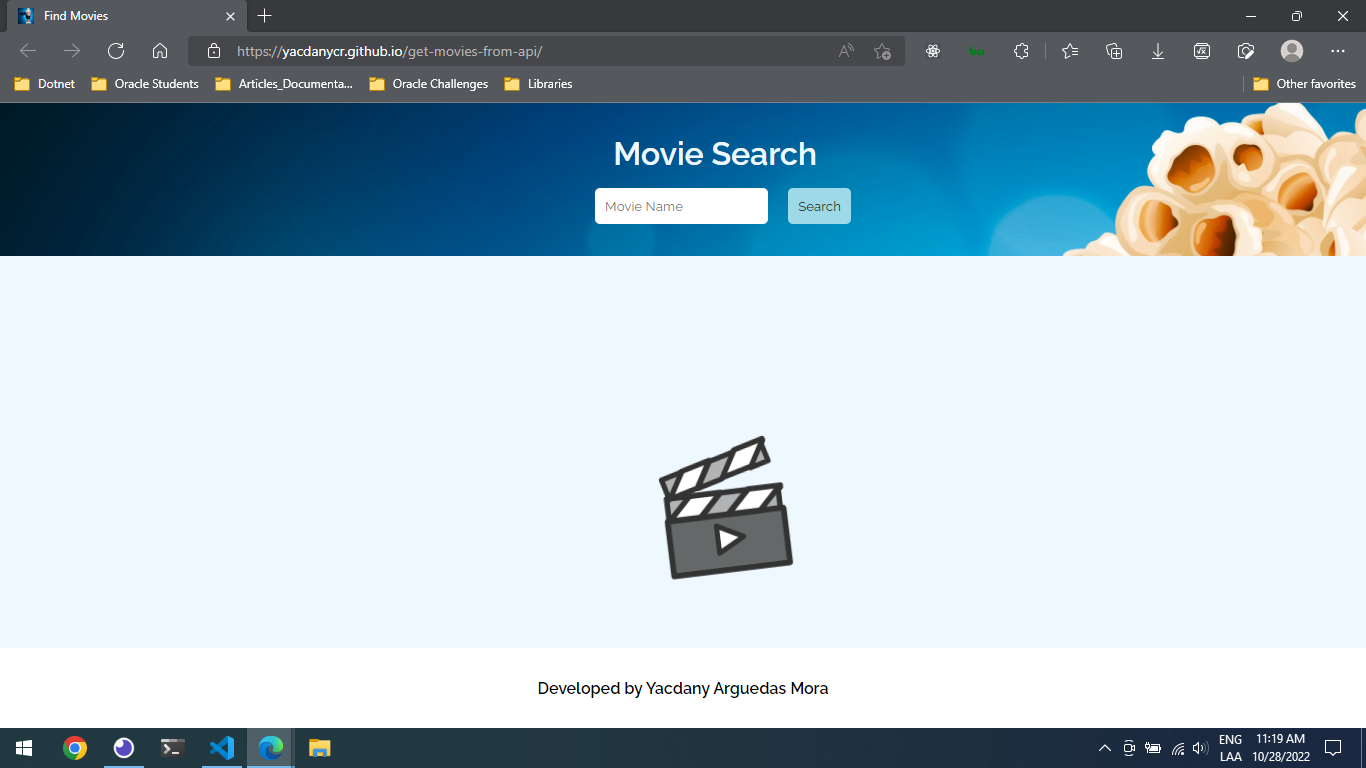 Find Movies
https://yacdanycr.github.io/get-movies-from-api/
Dotnet
Oracle Students
Articles_Documenta...
Oracle Challenges
Libraries
Other favorites
Movie Search
Movie Name
Search
Developed by Yacdany Arguedas Mora
ENG
LAA
11:19 AM
10/28/2022